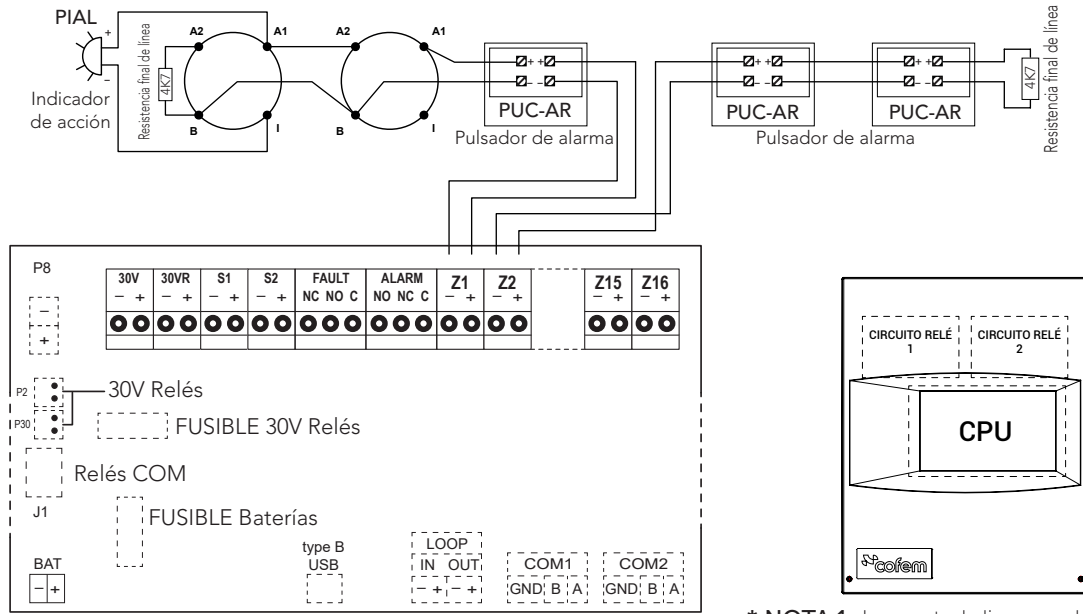 PIAL
+
−
Indicador
de acción
Resistencia final de línea
4K7
A2
A1
A2
A1
B
I
B
I
+ +
− −
PUC-AR
Pulsador de alarma
+ +
− −
PUC-AR
+ +
− −
PUC-AR
Pulsador de alarma
4K7
Resistencia final de línea
P8
−
+
30V
− +
30VR
− +
S1
− +
S2
− +
FAULT
NC NO C
ALARM
NO NC C
Z1
− +
Z2
− +
Z15
− +
Z16
− +
P2
P30
30V Relés
FUSIBLE 30V Relés
Relés COM
J1
FUSIBLE Baterías
BAT
− +
type B
USB
LOOP
IN OUT
− + − +
COM1
GND B A
COM2
GND B A
CIRCUITO RELÉ
1
CIRCUITO RELÉ
2
CPU
cofem
* NOTA 1